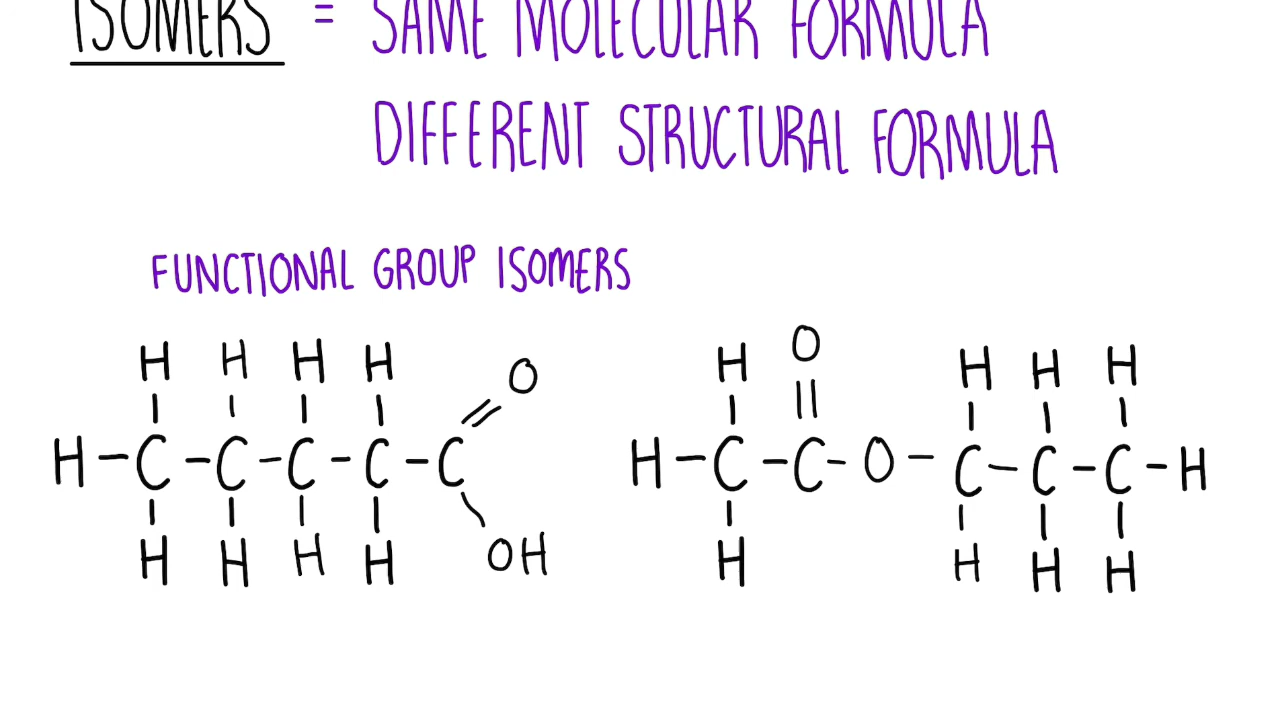 ISOMERS = SAME MOLECULAR FORMULA
DIFFERENT STRUCTURAL FORMULA
FUNCTIONAL GROUP ISOMERS
H H H H O H O H H H
H-C-C-C-C-C H-C-C-O-C-C-C-H
H H H H OH H H H H